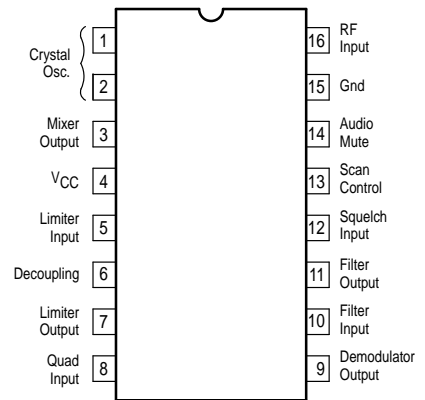 Crystal
Osc.
1
2
Mixer
Output
3
VCC
4
Limiter
Input
5
Decoupling
6
Limiter
Output
7
Quad
Input
8
16
RF
Input
15
Gnd
14
Audio
Mute
13
Scan
Control
12
Squelch
Input
11
Filter
Output
10
Filter
Input
9
Demodulator
Output